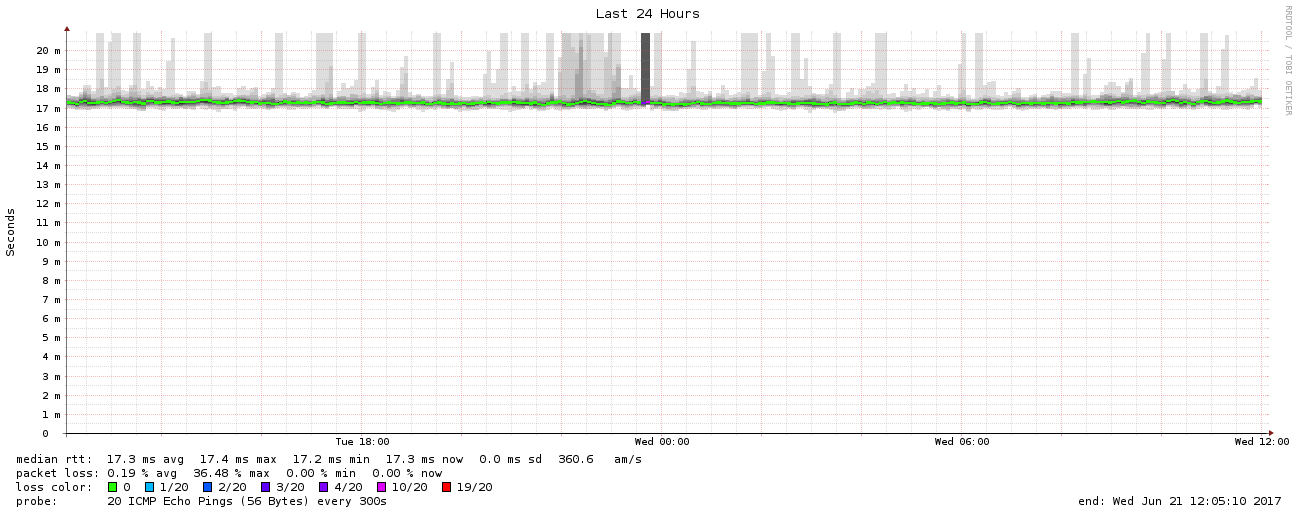 Last 24 Hours
RRDTOOL / TOBI OETIKER
Seconds
20 m
19 m
18 m
17 m
16 m
15 m
14 m
13 m
12 m
11 m
10 m
9 m
8 m
7 m
6 m
5 m
4 m
3 m
2 m
1 m
0
Tue 18:00 Wed 00:00 Wed 06:00 Wed 12:00
median rtt: 17.3 ms avg 17.4 ms max 17.2 ms min 17.3 ms now 0.0 ms sd 360.6 am/s
packet loss: 0.19 % avg 36.48 % max 0.00 % min 0.00 % now
loss color: 0 1/20 2/20 3/20 4/20 10/20 19/20
probe: 20 ICMP Echo Pings (56 Bytes) every 300s end: Wed Jun 21 12:05:10 2017